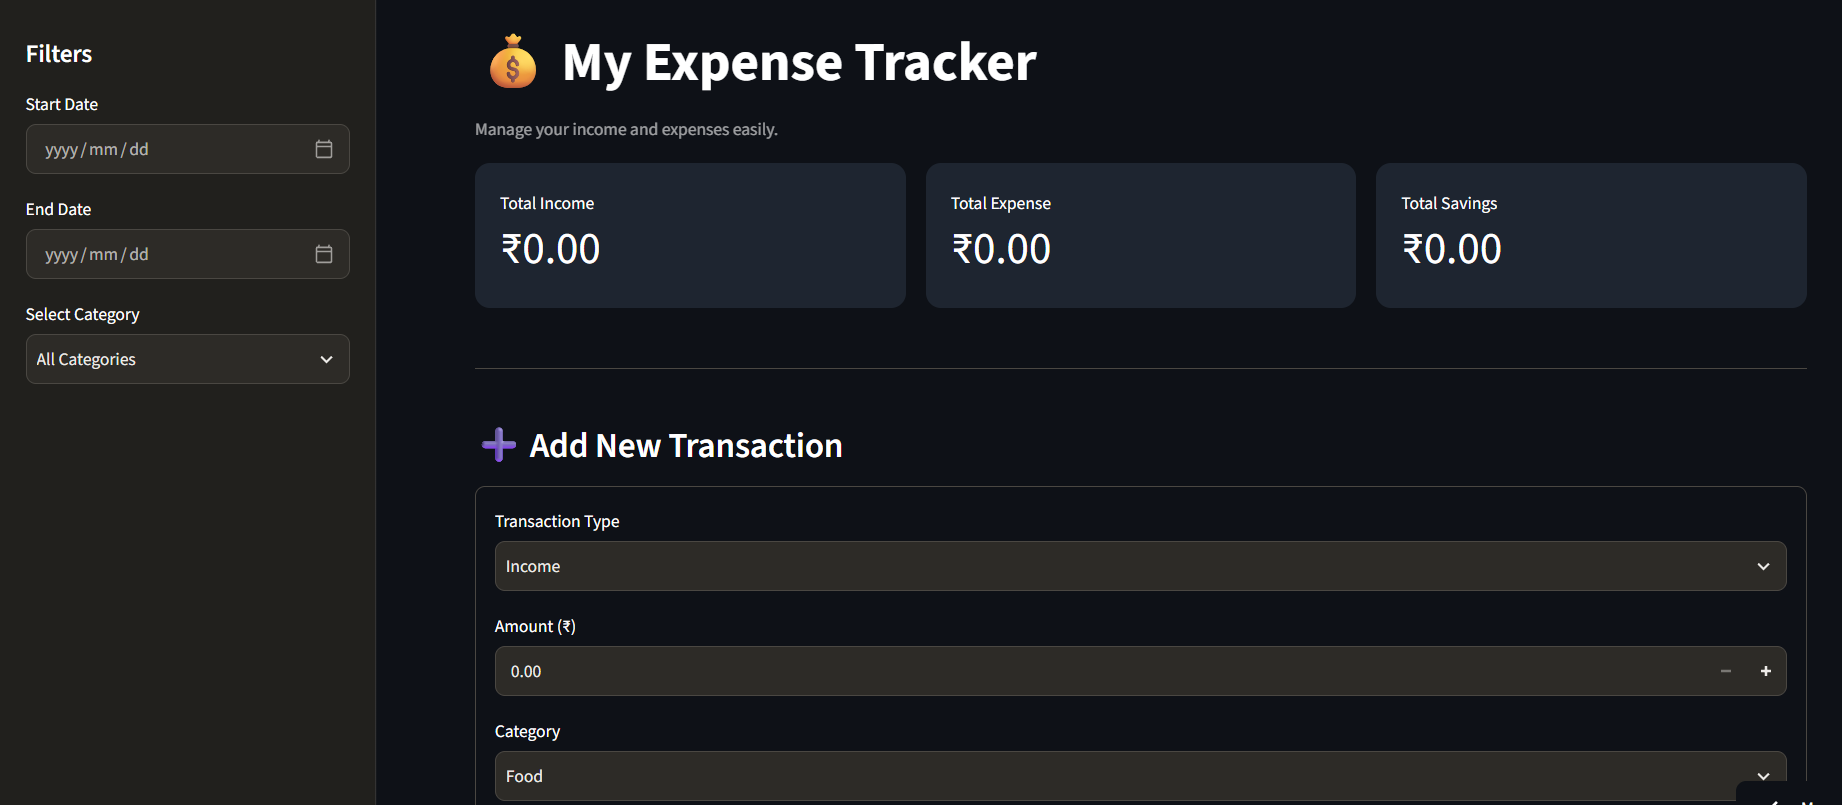 Filters
Start Date
yyyy/mm/dd
End Date
yyyy/mm/dd
Select Category
All Categories
My Expense Tracker
Manage your income and expenses easily.
Total Income
₹0.00
Total Expense
₹0.00
Total Savings
₹0.00
Add New Transaction
Transaction Type
Income
Amount (₹)
0.00
Category
Food